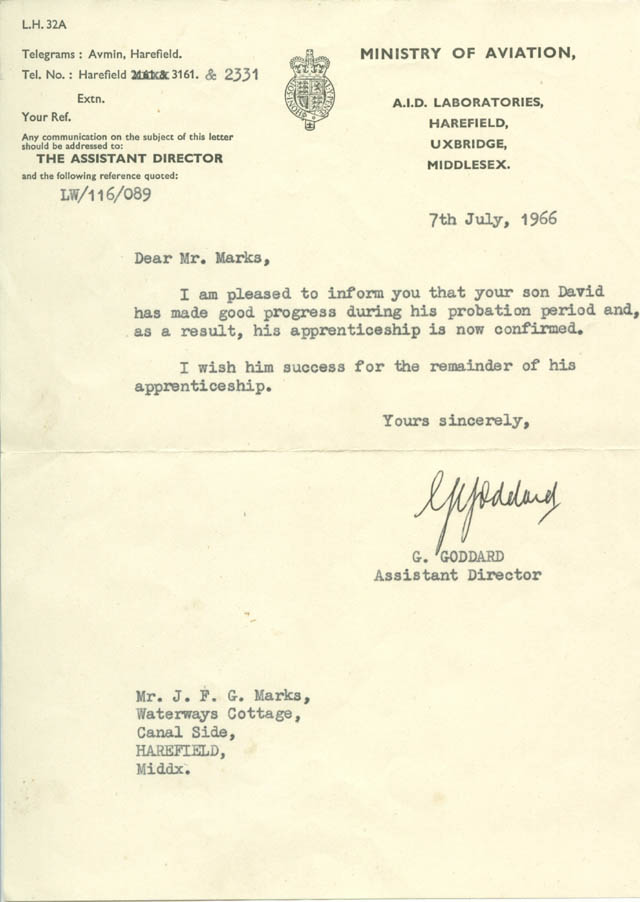 L.H. 32A
Telegrams : Avmin, Harefield.
Tel. No. : Harefield 3161. & 2331
Extn.
Your Ref.
Any communication on the subject of this letter
should be addressed to:
THE ASSISTANT DIRECTOR
and the following reference quoted:
LW/116/089
MINISTRY OF AVIATION,
A.I.D. LABORATORIES,
HAREFIELD,
UXBRIDGE,
MIDDLESEX.
7th July, 1966
Dear Mr. Marks,
I am pleased to inform you that your son David
has made good progress during his probation period and,
as a result, his apprenticeship is now confirmed.
I wish him success for the remainder of his
apprenticeship.
Yours sincerely,
G Goddard
G. GODDARD
Assistant Director
Mr. J. F. G. Marks,
Waterways Cottage,
Canal Side,
HAREFIELD,
Middx.